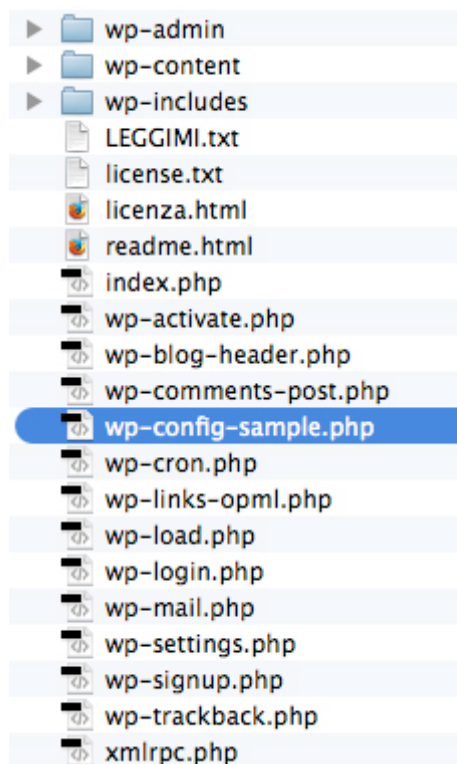 wp-admin
wp-content
wp-includes
LEGGIMI.txt
license.txt
licenza.html
readme.html
index.php
wp-activate.php
wp-blog-header.php
wp-comments-post.php
wp-config-sample.php
wp-cron.php
wp-links-opml.php
wp-load.php
wp-login.php
wp-mail.php
wp-settings.php
wp-signup.php
wp-trackback.php
xmlrpc.php